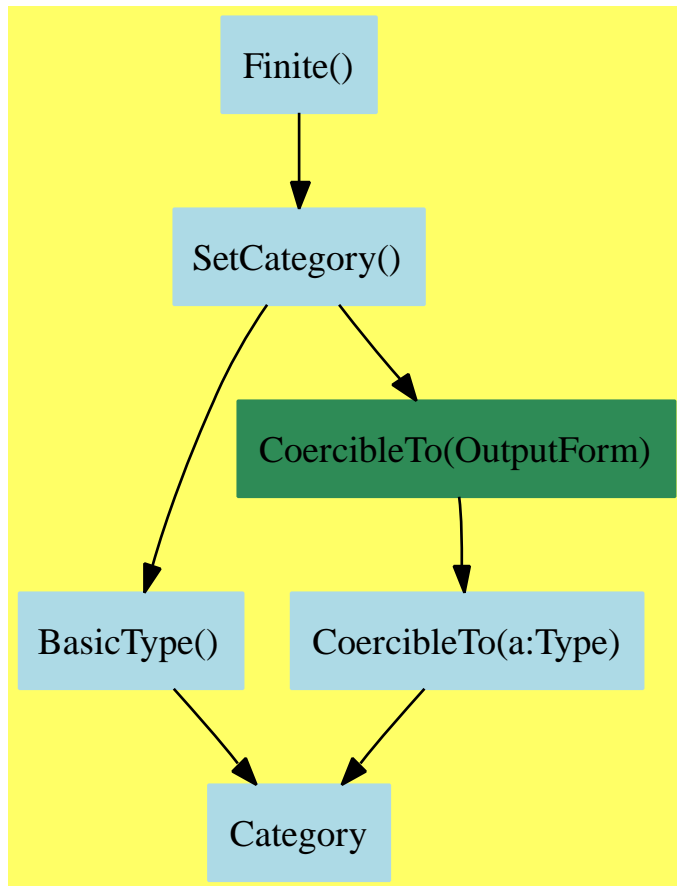 Finite()
SetCategory()
CoercibleTo(OutputForm)
BasicType()
CoercibleTo(a:Type)
Category